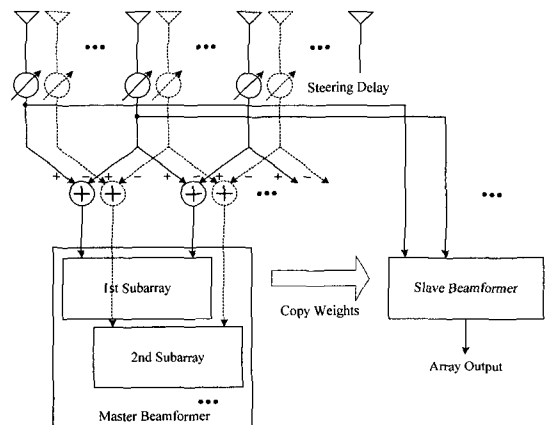 Steering Delay
+ - + - + - + -
1st Subarray
2nd Subarray
Master Beamformer
Copy Weights
Slave Beamformer
Array Output